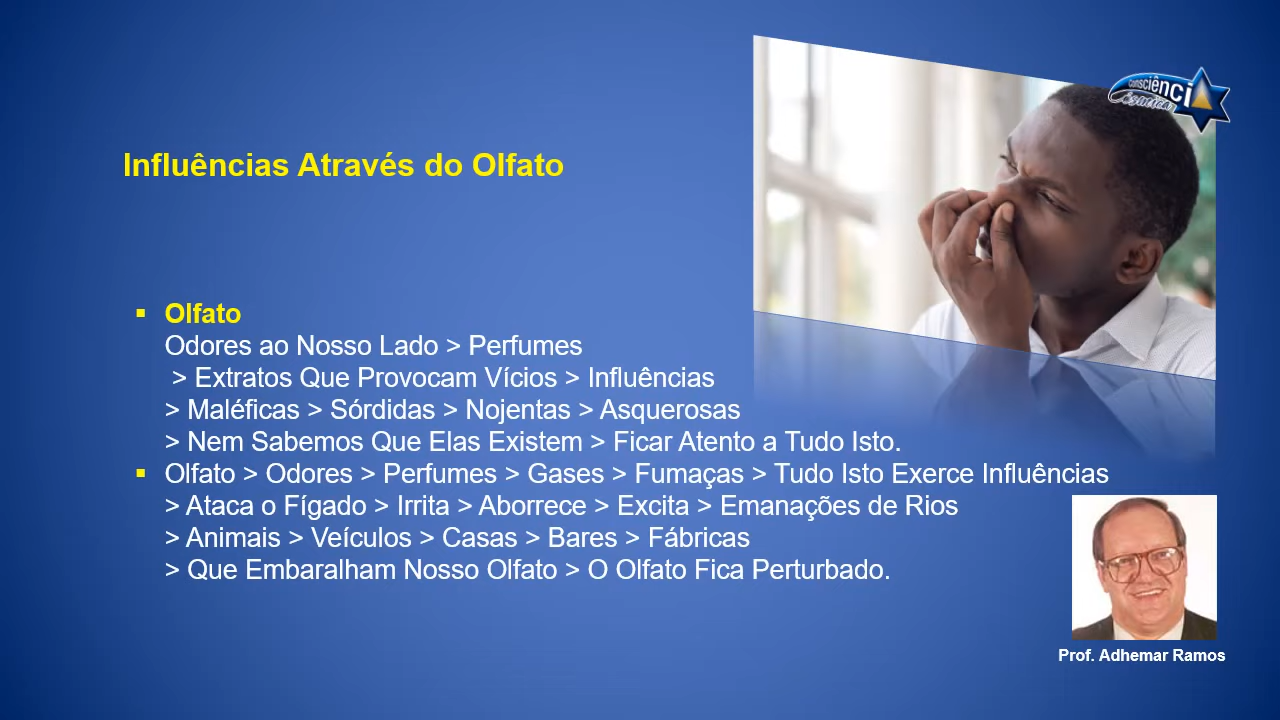 consciênciA
Cósmica
Influências Através do Olfato
▪ Olfato
Odores ao Nosso Lado > Perfumes
> Extratos Que Provocam Vícios > Influências
> Maléficas > Sórdidas > Nojentas > Asquerosas
> Nem Sabemos Que Elas Existem > Ficar Atento a Tudo Isto.
▪ Olfato > Odores > Perfumes > Gases > Fumaças > Tudo Isto Exerce Influências
> Ataca o Fígado > Irrita > Aborrece > Excita > Emanações de Rios
> Animais > Veículos > Casas > Bares > Fábricas
> Que Embaralham Nosso Olfato > O Olfato Fica Perturbado.
Prof. Adhemar Ramos